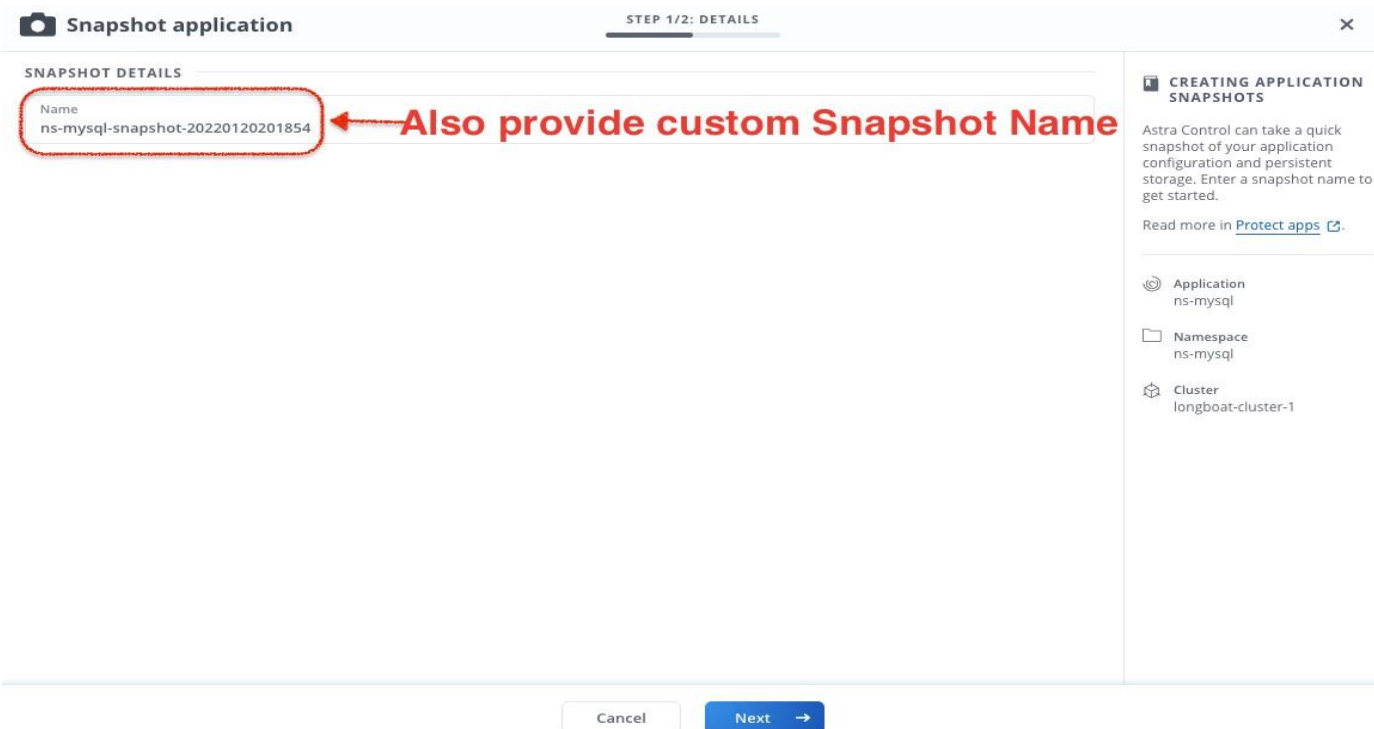 Snapshot application
STEP 1/2: DETAILS
SNAPSHOT DETAILS
Name
ns-mysql-snapshot-20220120201854
Also provide custom Snapshot Name
CREATING APPLICATION
SNAPSHOTS
Astra Control can take a quick
snapshot of your application
configuration and persistent
storage. Enter a snapshot name to
get started.
Read more in Protect apps.
Application
ns-mysql
Namespace
ns-mysql
Cluster
longboat-cluster-1
Cancel
Next